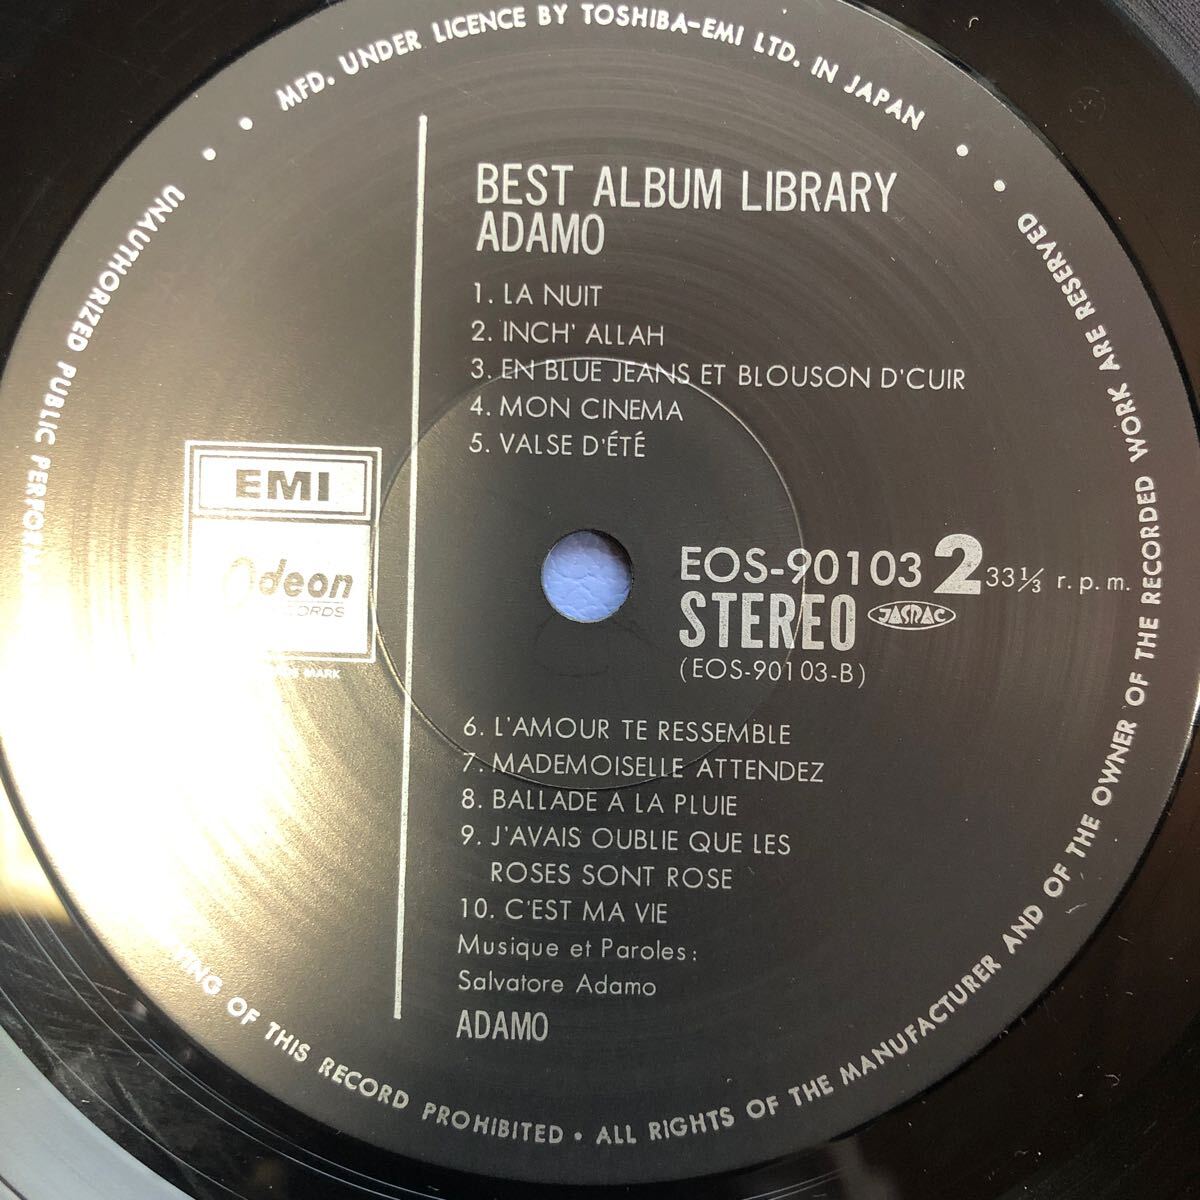 MFD. UNDER LICENCE BY TOSHIBA-EMI LTD. IN JAPAN
BEST ALBUM LIBRARY
ADAMO
1. LA NUIT
2. INCH' ALLAH
3. EN BLUE JEANS ET BLOUSON D'CUIR
4. MON CINEMA
5. VALSE D'ÉTÉ
EMI
Odeon
MARK
EOS-90103 2 33⅓ r.p.m.
STEREO JASRAC
(EOS-90103-B)
6. L'AMOUR TE RESSEMBLE
7. MADEMOISELLE ATTENDEZ
8. BALLADE A LA PLUIE
9. J'AVAIS OUBLIE QUE LES
ROSES SONT ROSE
10. C'EST MA VIE
Musique et Paroles:
Salvatore Adamo
ADAMO
• ALL RIGHTS OF THE MANUFACTURER AND OF THE OWNER OF THE RECORDED WORK ARE RESERVED
UNAUTHORIZED PUBLIC
OF THIS RECORD PROHIBITED